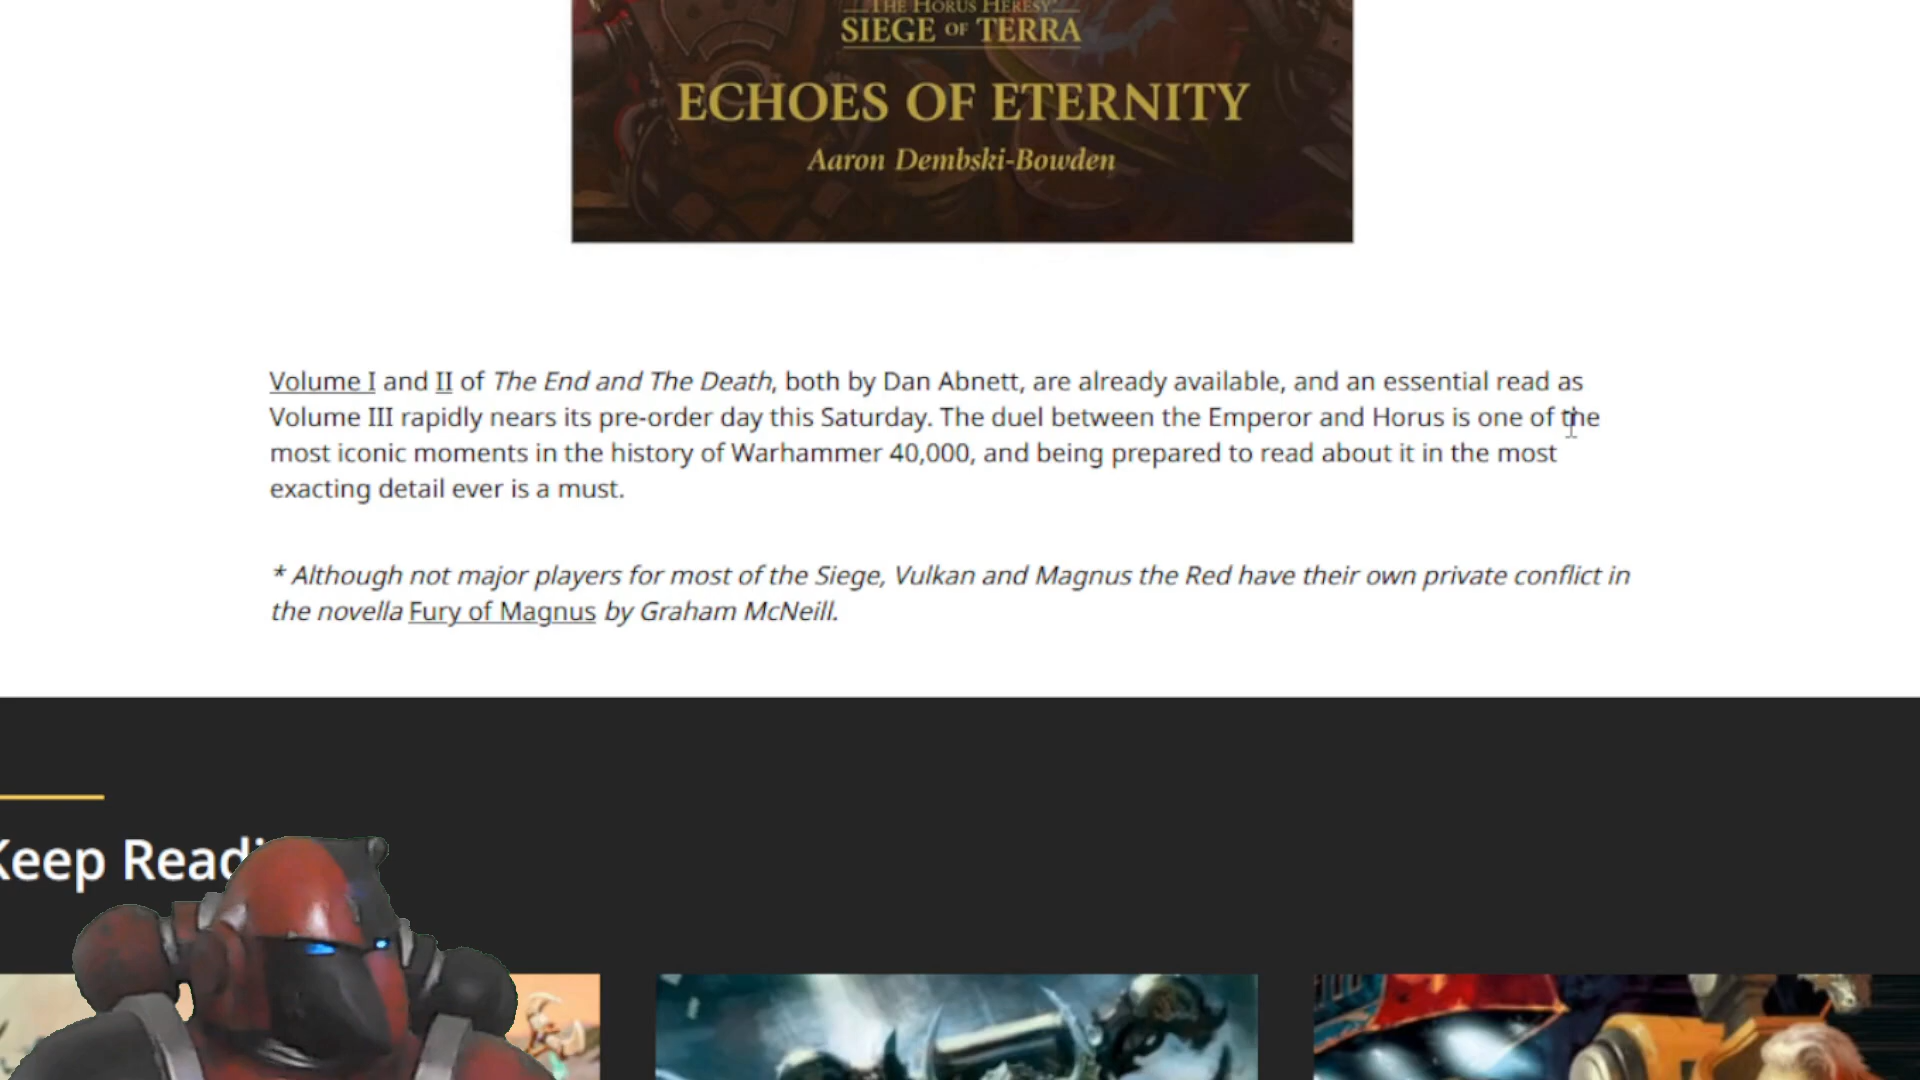 THE HORUS HERESY
SIEGE OF TERRA
ECHOES OF ETERNITY
Aaron Dembski-Bowden
Volume I and II of The End and The Death, both by Dan Abnett, are already available, and an essential read as
Volume III rapidly nears its pre-order day this Saturday. The duel between the Emperor and Horus is one of the
most iconic moments in the history of Warhammer 40,000, and being prepared to read about it in the most
exacting detail ever is a must.
* Although not major players for most of the Siege, Vulkan and Magnus the Red have their own private conflict in
the novella Fury of Magnus by Graham McNeill.
Keep Readi